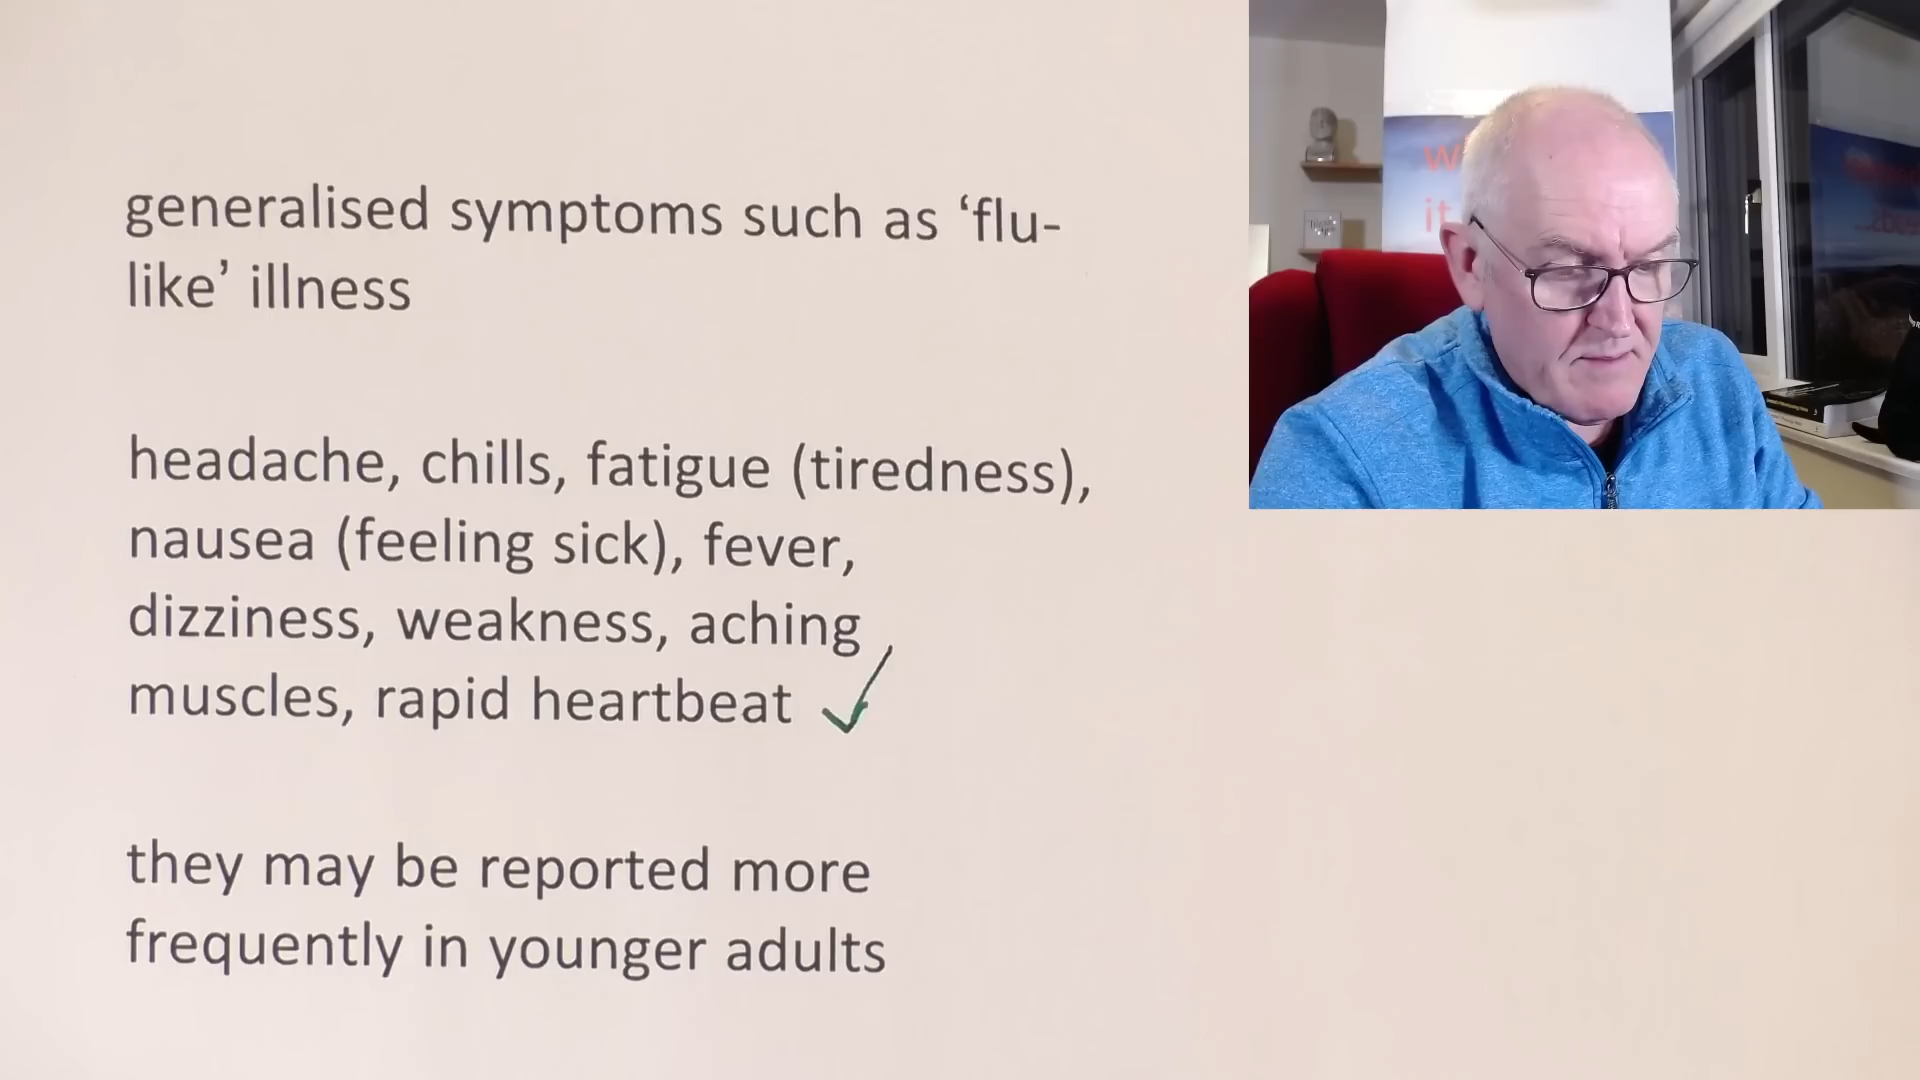 generalised symptoms such as ‘flu-
like’ illness
headache, chills, fatigue (tiredness),
nausea (feeling sick), fever,
dizziness, weakness, aching
muscles, rapid heartbeat
they may be reported more
frequently in younger adults
w
it